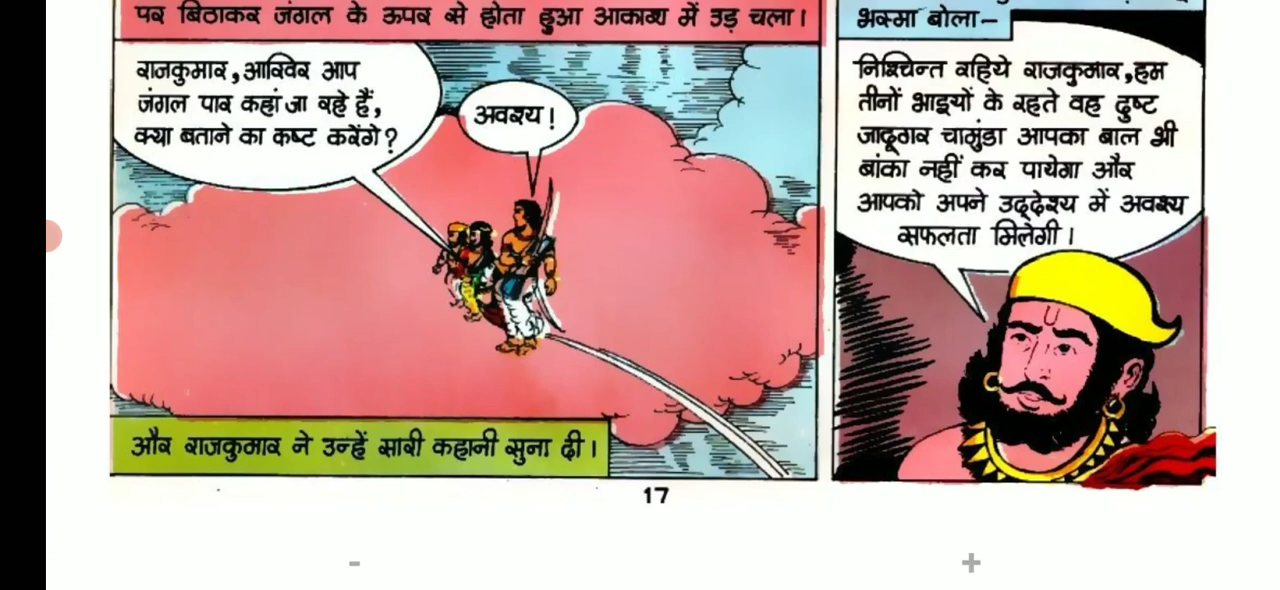 पर बिठाकर जंगल के ऊपर से होता हुआ आकाश में उड़ चला।
राजकुमार, आखिर आप
जंगल पार कहां जा रहे हैं,
क्या बताने का कष्ट करेंगे?
अवश्य!
और राजकुमार ने उन्हें सारी कहानी सुना दी।
भस्मा बोला-
निश्चिन्त रहिये राजकुमार, हम
तीनों भाइयों के रहते वह दुष्ट
जादूगर चामुंडा आपका बाल भी
बांका नहीं कर पायेगा और
आपको अपने उद्देश्य में अवश्य
सफलता मिलेगी।
17
- +